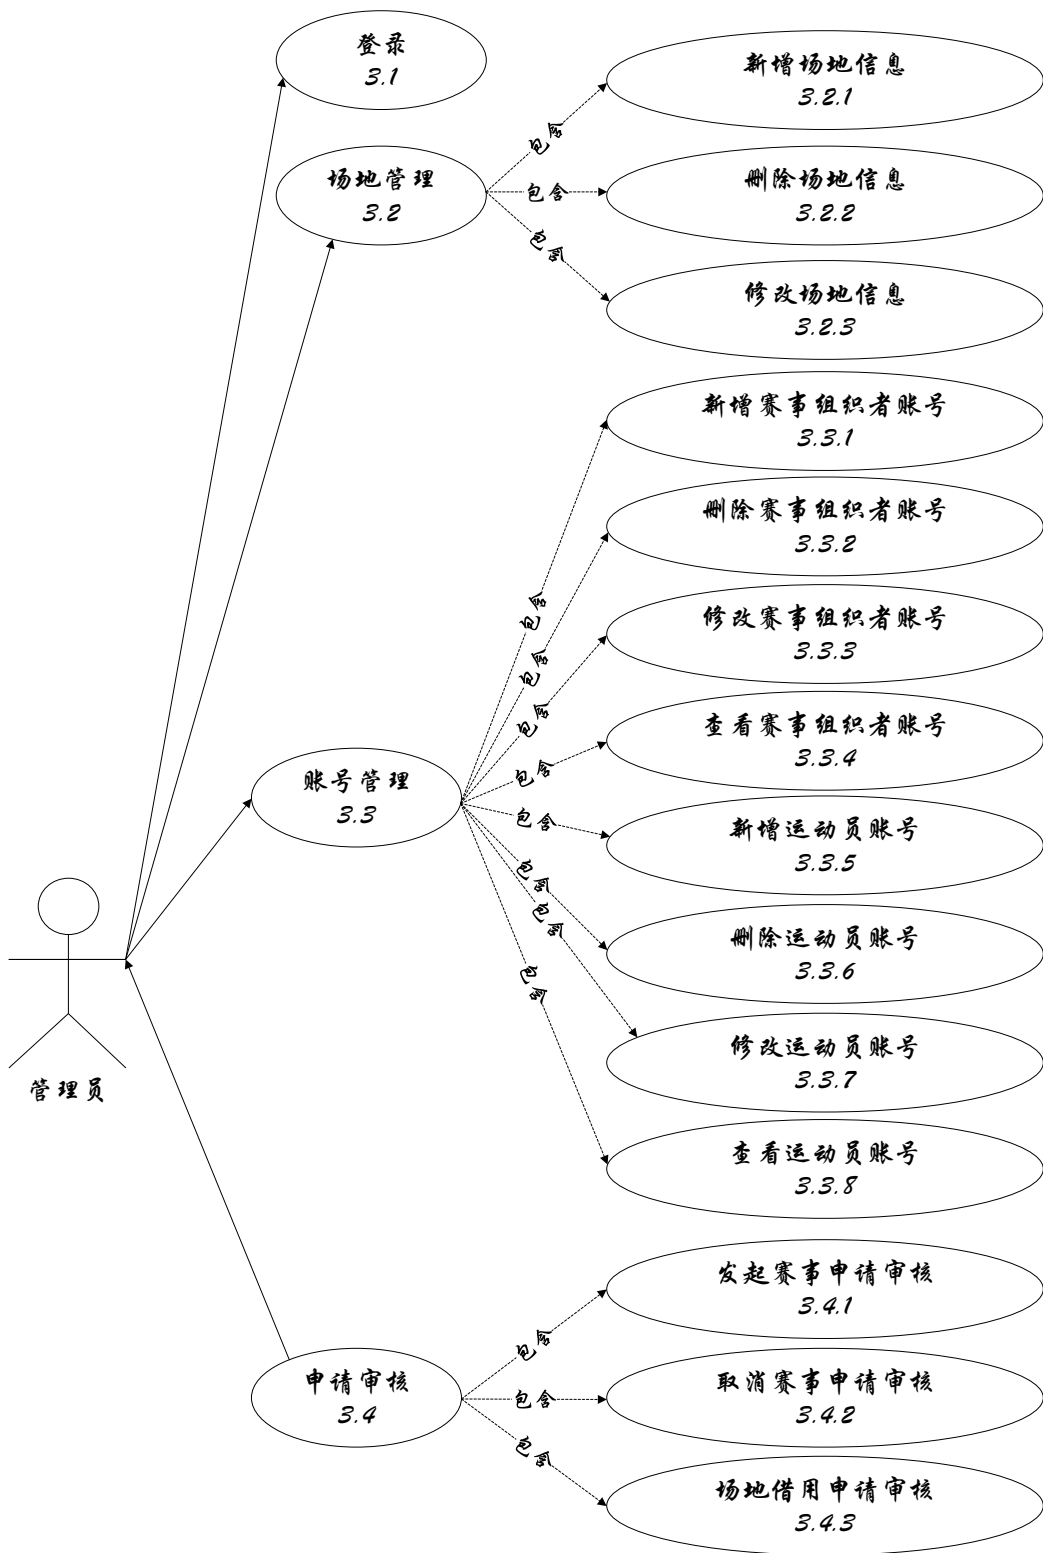 登录
3.1
场地管理
3.2
包含
新增场地信息
3.2.1
包含
删除场地信息
3.2.2
包含
修改场地信息
3.2.3
账号管理
3.3
包含
新增赛事组织者账号
3.3.1
包含
删除赛事组织者账号
3.3.2
包含
修改赛事组织者账号
3.3.3
包含
查看赛事组织者账号
3.3.4
包含
新增运动员账号
3.3.5
包含
删除运动员账号
3.3.6
包含
修改运动员账号
3.3.7
包含
查看运动员账号
3.3.8
管理员
申请审核
3.4
包含
发起赛事申请审核
3.4.1
包含
取消赛事申请审核
3.4.2
包含
场地借用申请审核
3.4.3